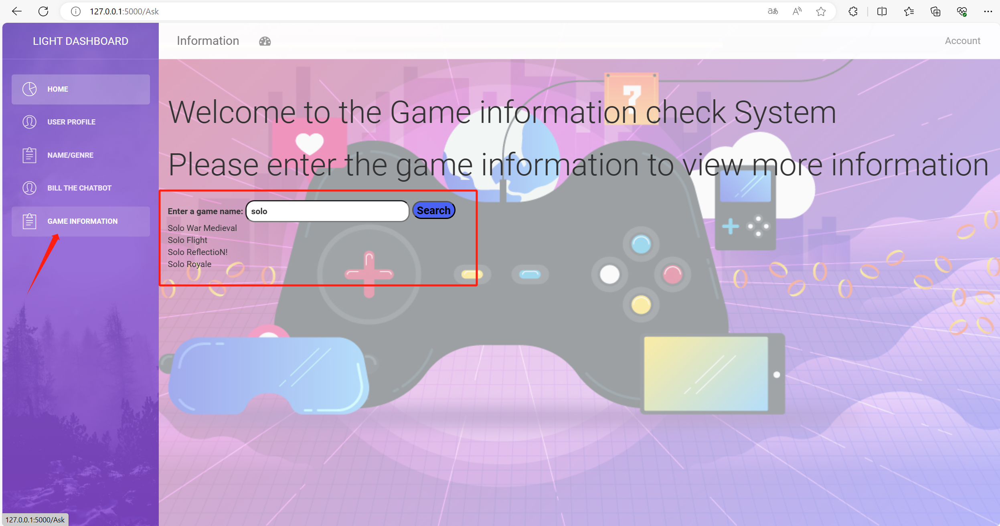 127.0.0.1:5000/Ask
LIGHT DASHBOARD
Information
Account
HOME
USER PROFILE
NAME/GENRE
BILL THE CHATBOT
GAME INFORMATION
?
Welcome to the Game information check System
Please enter the game information to view more information
Enter a game name: solo Search
Solo War Medieval
Solo Flight
Solo ReflectioN!
Solo Royale
127.0.0.1:5000/Ask